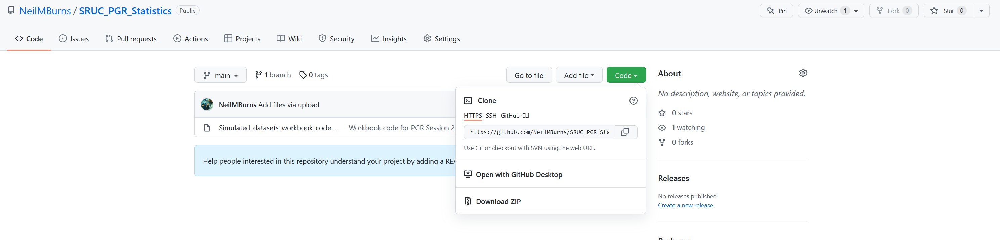 NeilMBurns / SRUC_PGR_Statistics Public
Pin Unwatch 1 Fork 0 Star 0
Code Issues Pull requests Actions Projects Wiki Security Insights Settings
main 1 branch 0 tags Go to file Add file Code
NeilMBurns Add files via upload
Simulated_datasets_workbook_code_... Workbook code for PGR Session 2
Help people interested in this repository understand your project by adding a REA
Clone
HTTPS SSH GitHub CLI
https://github.com/NeilMBurns/SRUC_PGR_Sta
Use Git or checkout with SVN using the web URL.
Open with GitHub Desktop
Download ZIP
About
No description, website, or topics provided.
0 stars
1 watching
0 forks
Releases
No releases published
Create a new release